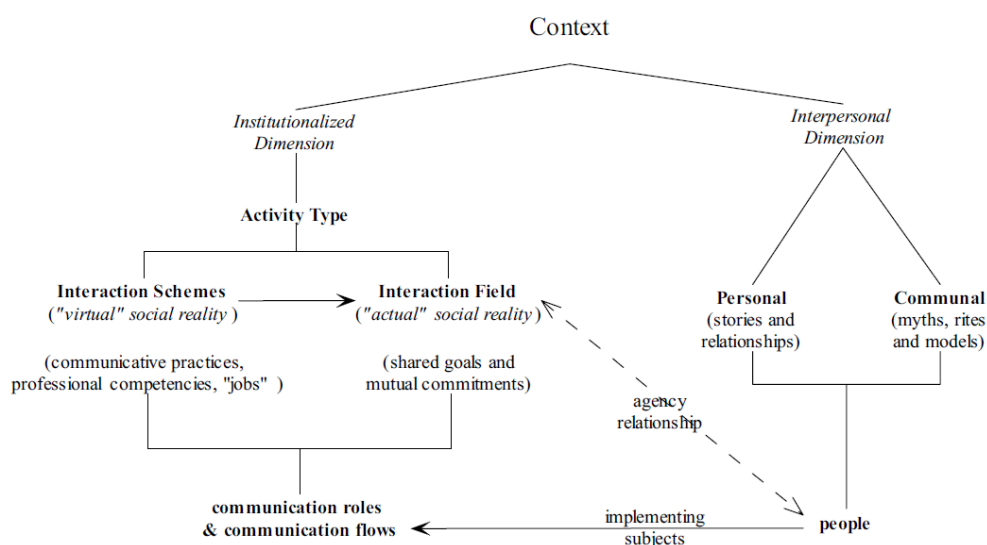 Context
Institutionalized
Dimension
Interpersonal
Dimension
Activity Type
Interaction Schemes
("virtual" social reality )
Interaction Field
("actual" social reality)
Personal
(stories and
relationships)
Communal
(myths, rites
and models)
(communicative practices,
professional competencies, "jobs" )
(shared goals and
mutual commitments)
agency
relationship
communication roles
& communication flows
implementing
subjects
people